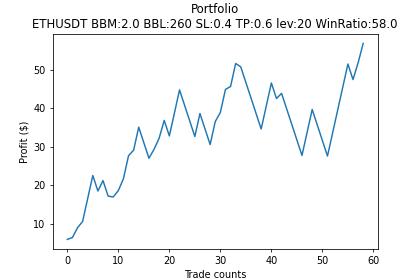 Portfolio
ETHUSDT BBM:2.0 BBL:260 SL:0.4 TP:0.6 lev:20 WinRatio:58.0
Profit ($)
50
40
30
20
10
0 10 20 30 40 50 60
Trade counts